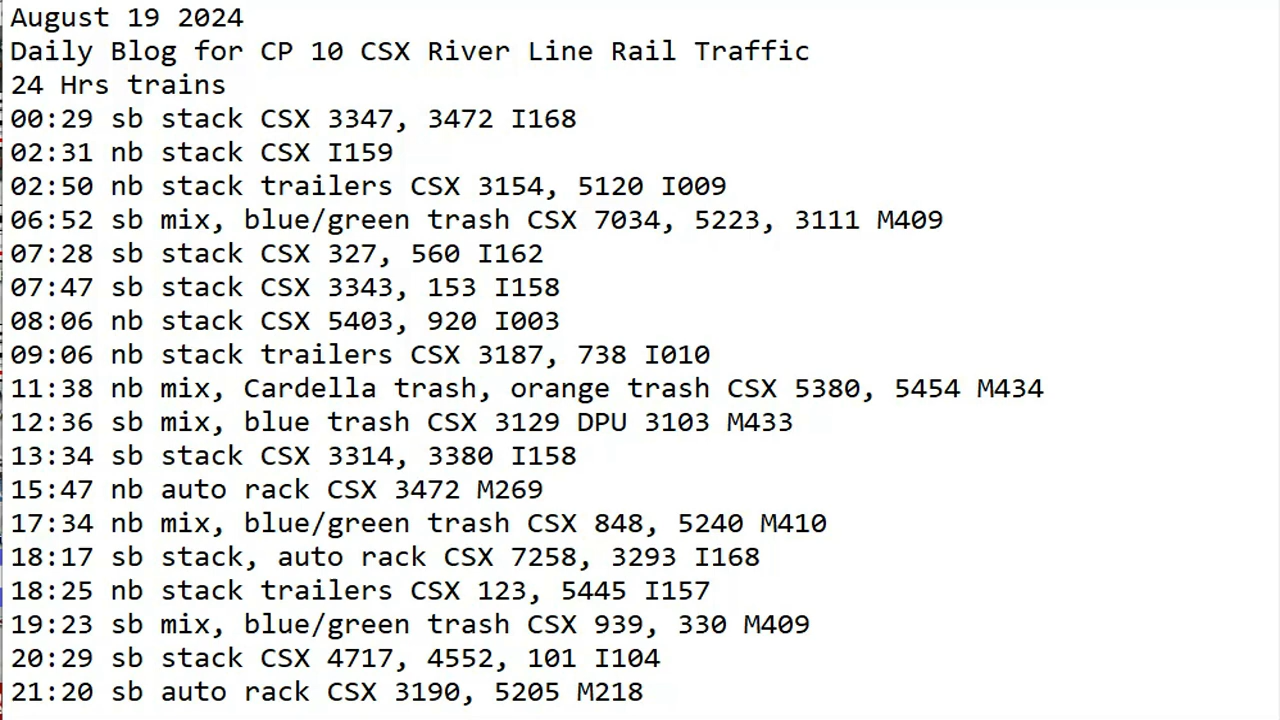 August 19 2024
Daily Blog for CP 10 CSX River Line Rail Traffic
24 Hrs trains
00:29 sb stack CSX 3347, 3472 I168
02:31 nb stack CSX I159
02:50 nb stack trailers CSX 3154, 5120 I009
06:52 sb mix, blue/green trash CSX 7034, 5223, 3111 M409
07:28 sb stack CSX 327, 560 I162
07:47 sb stack CSX 3343, 153 I158
08:06 nb stack CSX 5403, 920 I003
09:06 nb stack trailers CSX 3187, 738 I010
11:38 nb mix, Cardella trash, orange trash CSX 5380, 5454 M434
12:36 sb mix, blue trash CSX 3129 DPU 3103 M433
13:34 sb stack CSX 3314, 3380 I158
15:47 nb auto rack CSX 3472 M269
17:34 nb mix, blue/green trash CSX 848, 5240 M410
18:17 sb stack, auto rack CSX 7258, 3293 I168
18:25 nb stack trailers CSX 123, 5445 I157
19:23 sb mix, blue/green trash CSX 939, 330 M409
20:29 sb stack CSX 4717, 4552, 101 I104
21:20 sb auto rack CSX 3190, 5205 M218